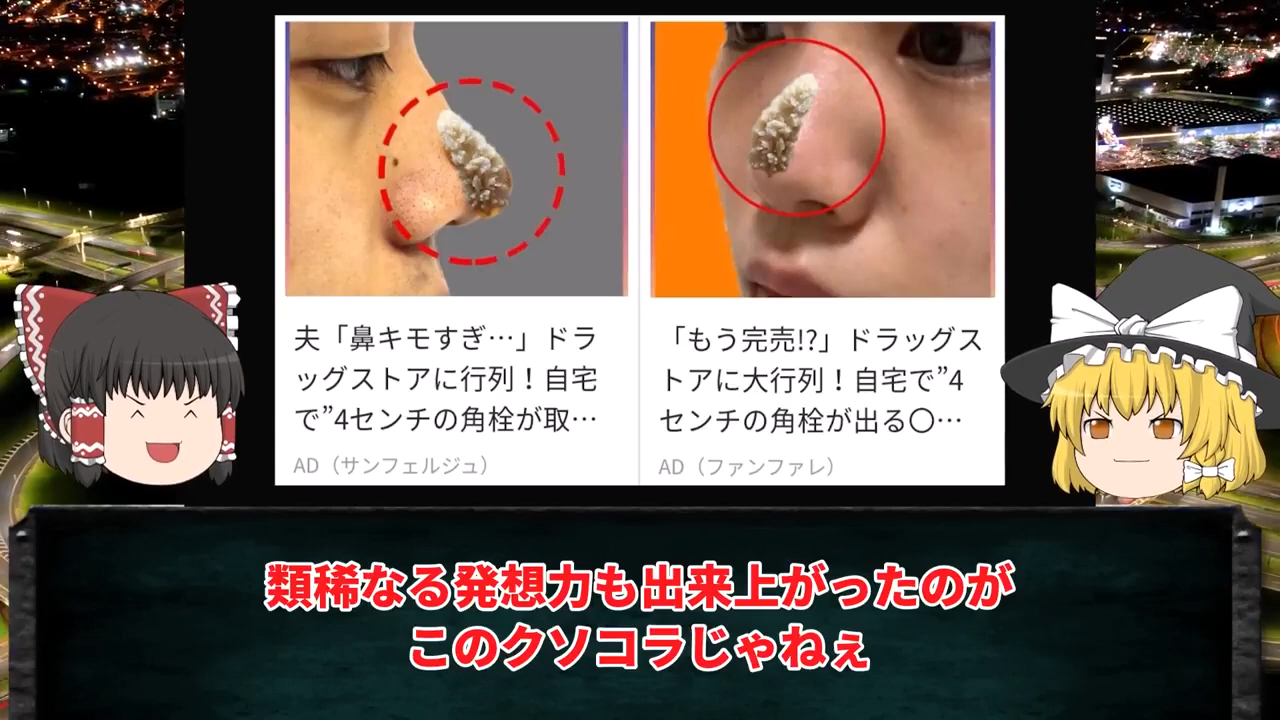 夫「鼻キモすぎ…」ドラ
ッグストアに行列！自宅
で”4センチの角栓が取…
AD（サンフェルジュ）
「もう完売!?」ドラッグス
トアに大行列！自宅で”4
センチの角栓が出る〇…
AD（ファンファレ）
類稀なる発想力も出来上がったのが
このクソコラじゃねぇ